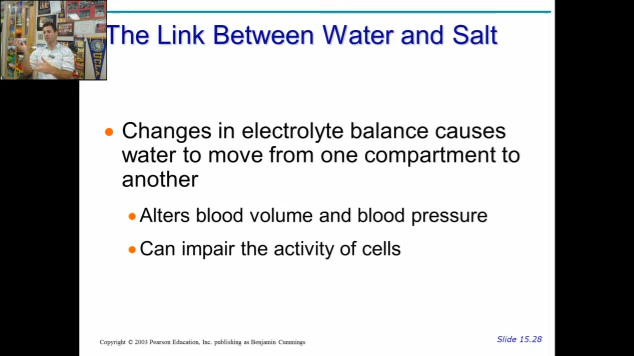 The Link Between Water and Salt
Changes in electrolyte balance causes
water to move from one compartment to
another
Alters blood volume and blood pressure
Can impair the activity of cells
Copyright © 2003 Pearson Education, Inc. publishing as Benjamin Cummings
Slide 15.28
UCLA